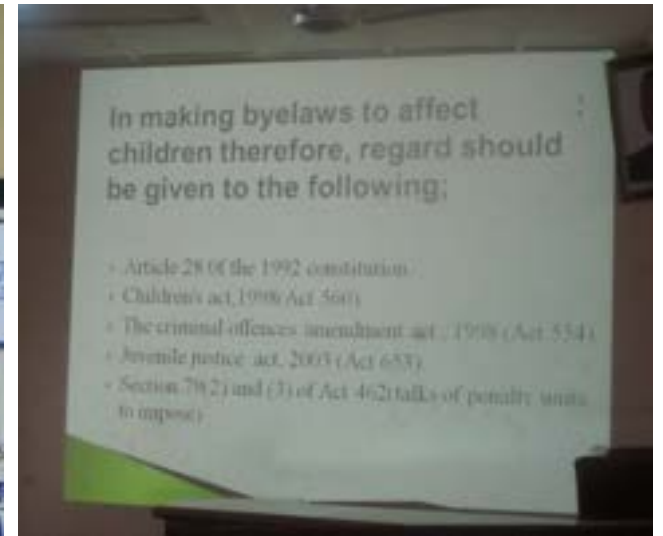 In making byelaws to affect
children therefore, regard should
be given to the following;
Article 28 0f the 1992 constitution
Children's act,1998(Act 560)
The criminal offences amendment act , 1998 (Act 554)
Juvenile justice act, 2003 (Act 653)
Section 79(2) and (3) of Act 462(talks of penalty units
to impose)